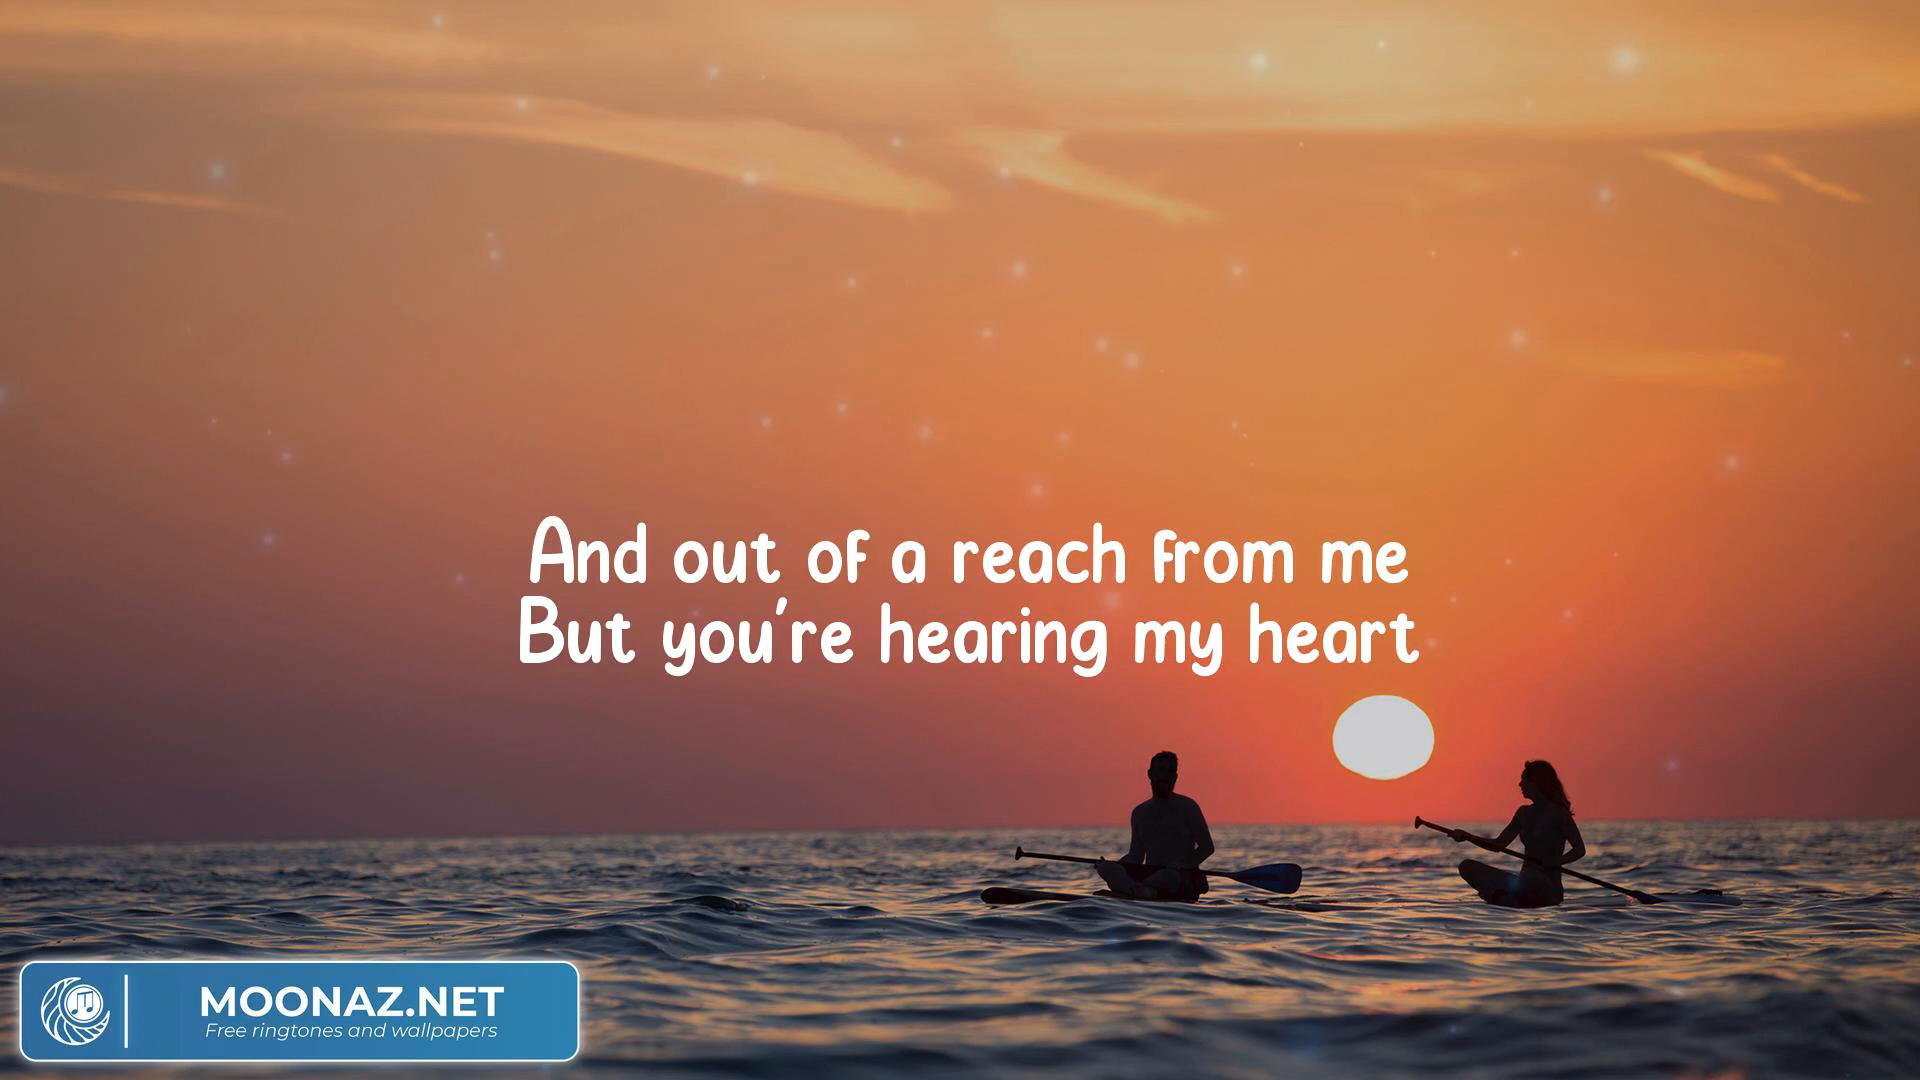 And out of a reach from me
But you're hearing my heart
MOONAZ.NET
Free ringtones and wallpapers